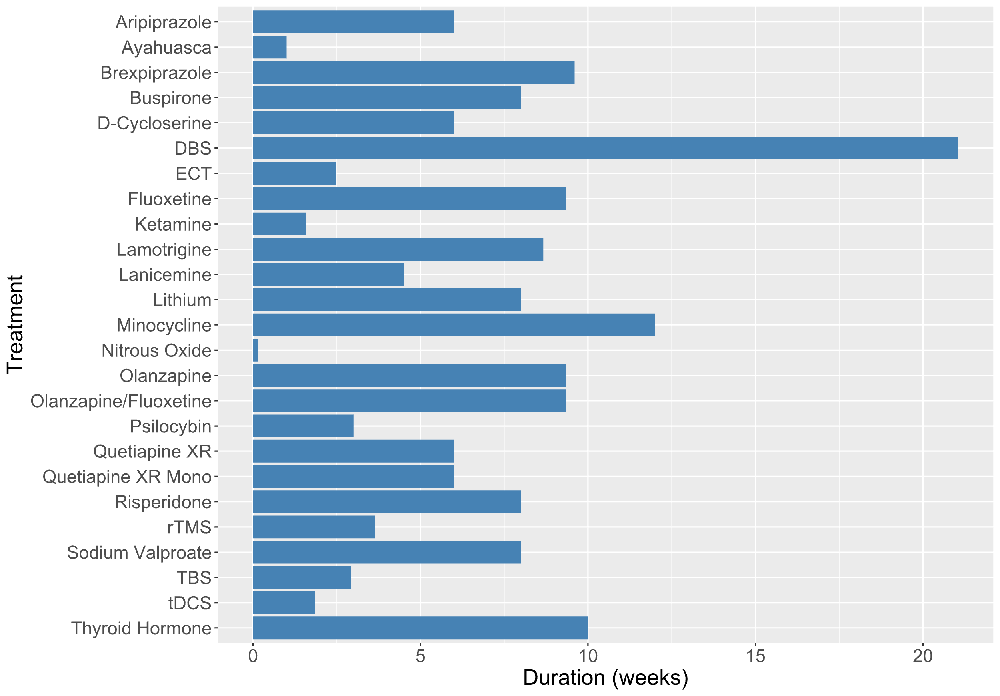 Aripiprazole
Ayahuasca
Brexpiprazole
Buspirone
D-Cycloserine
DBS
ECT
Fluoxetine
Ketamine
Lamotrigine
Lanicemine
Lithium
Minocycline
Nitrous Oxide
Olanzapine
Olanzapine/Fluoxetine
Psilocybin
Quetiapine XR
Quetiapine XR Mono
Risperidone
rTMS
Sodium Valproate
TBS
tDCS
Thyroid Hormone
Treatment
0 5 10 15 20
Duration (weeks)